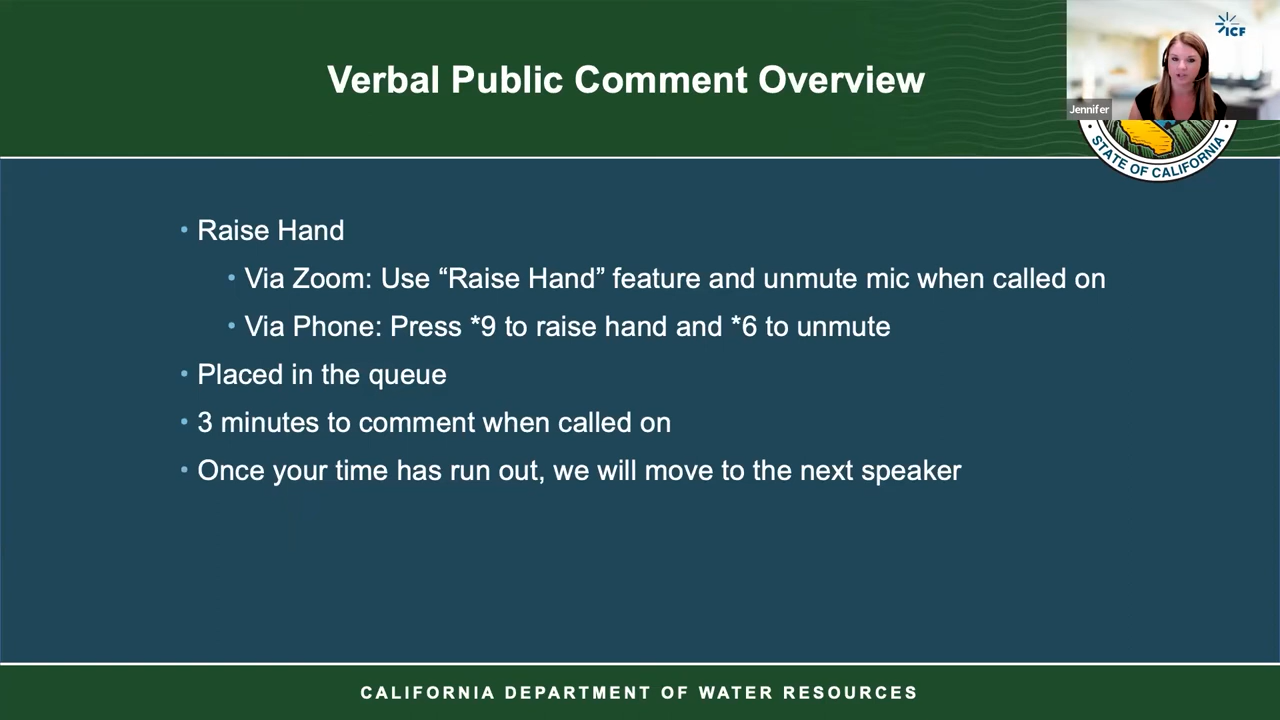 Verbal Public Comment Overview
ICF
Jennifer
STATE OF CALIFORNIA
• Raise Hand
• Via Zoom: Use “Raise Hand” feature and unmute mic when called on
• Via Phone: Press *9 to raise hand and *6 to unmute
• Placed in the queue
• 3 minutes to comment when called on
• Once your time has run out, we will move to the next speaker
CALIFORNIA DEPARTMENT OF WATER RESOURCES